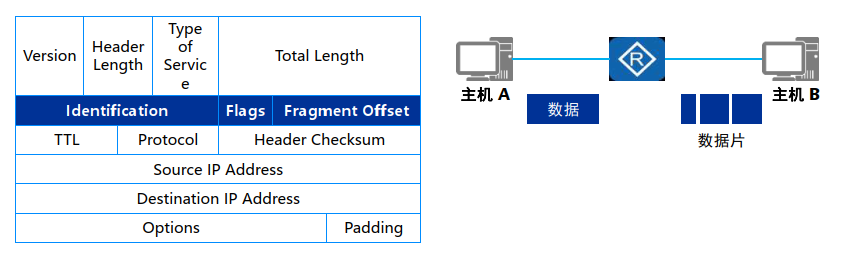 Version
Header
Length
Type
of
Servic
e
Total Length
Identification
Flags
Fragment Offset
TTL
Protocol
Header Checksum
Source IP Address
Destination IP Address
Options
Padding
R
主机 A
主机 B
数据
数据片